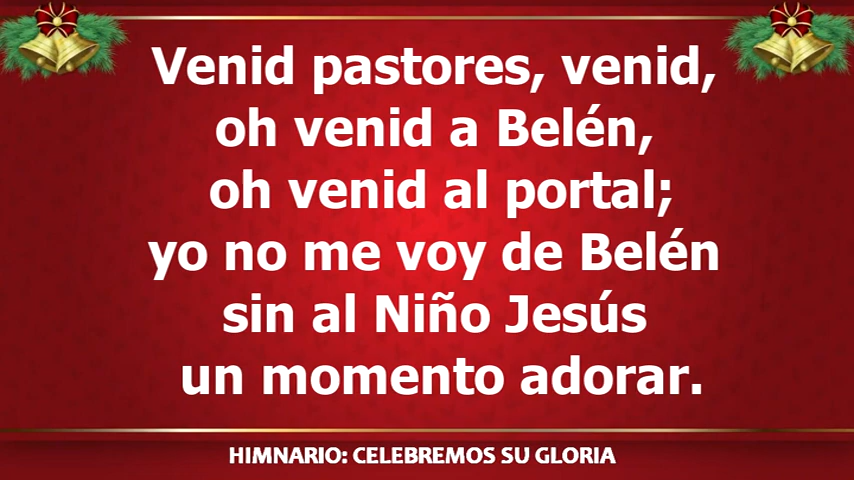 Venid pastores, venid,
oh venid a Belén,
oh venid al portal;
yo no me voy de Belén
sin al Niño Jesús
un momento adorar.
HIMNARIO: CELEBREMOS SU GLORIA